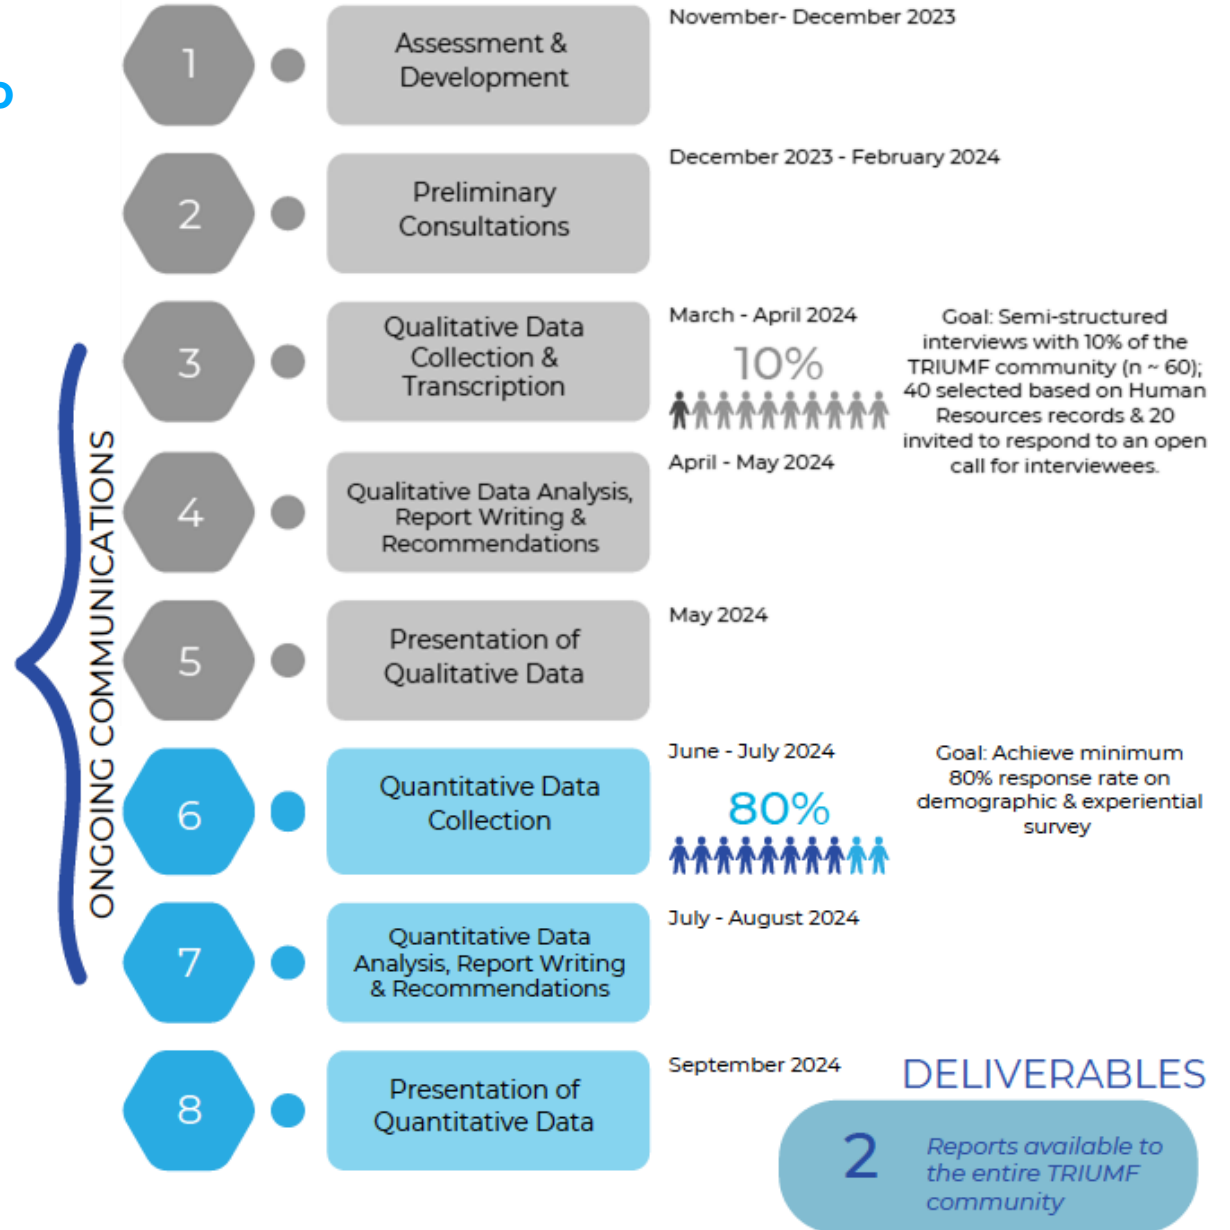 1
Assessment &
Development
November- December 2023
2
Preliminary
Consultations
December 2023 - February 2024
3
Qualitative Data
Collection &
Transcription
March - April 2024
10%
Goal: Semi-structured
interviews with 10% of the
TRIUMF community (n ~ 60);
40 selected based on Human
Resources records & 20
invited to respond to an open
call for interviewees.
4
Qualitative Data Analysis,
Report Writing &
Recommendations
April - May 2024
5
Presentation of
Qualitative Data
May 2024
ONGOING COMMUNICATIONS
6
Quantitative Data
Collection
June - July 2024
80%
Goal: Achieve minimum
80% response rate on
demographic & experiential
survey
7
Quantitative Data
Analysis, Report Writing
& Recommendations
July - August 2024
8
Presentation of
Quantitative Data
September 2024
DELIVERABLES
2
Reports available to
the entire TRIUMF
community